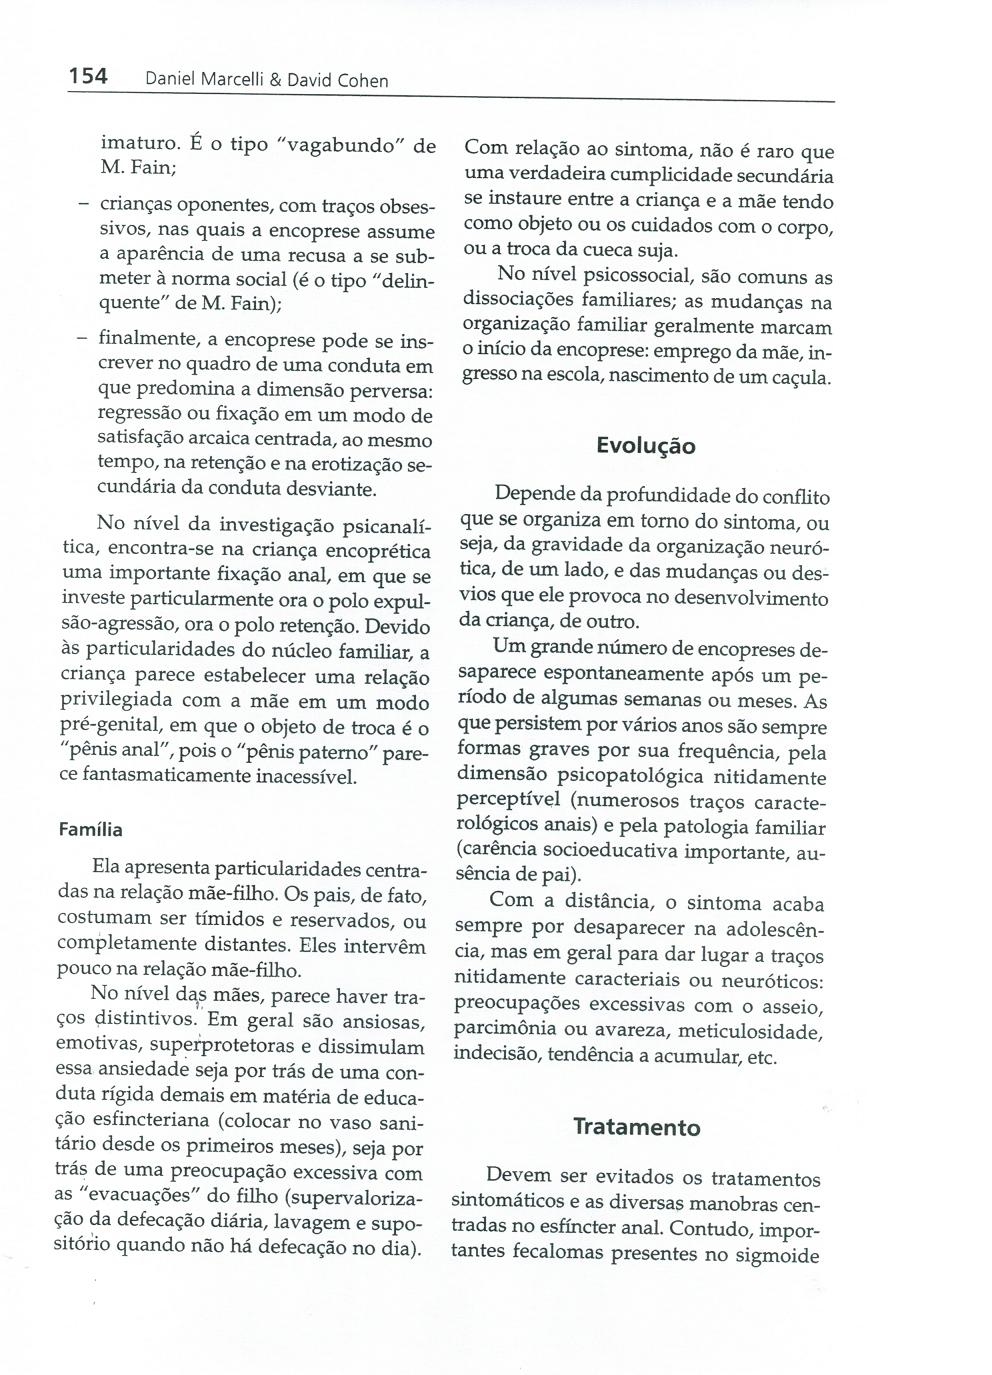 154 Daniel Marcelli & David Cohen
imaturo. É o tipo "vagabundo" de
M. Fain;
– crianças oponentes, com traços obses-
sivos, nas quais a encoprese assume
a aparência de uma recusa a se sub-
meter à norma social (é o tipo "delin-
quente" de M. Fain);
– finalmente, a encoprese pode se ins-
crever no quadro de uma conduta em
que predomina a dimensão perversa:
regressão ou fixação em um modo de
satisfação arcaica centrada, ao mesmo
tempo, na retenção e na erotização se-
cundária da conduta desviante.
No nível da investigação psicanalí-
tica, encontra-se na criança encoprética
uma importante fixação anal, em que se
investe particularmente ora o polo expul-
são-agressão, ora o polo retenção. Devido
às particularidades do núcleo familiar, a
criança parece estabelecer uma relação
privilegiada com a mãe em um modo
pré-genital, em que o objeto de troca é o
"pênis anal", pois o "pênis paterno" pare-
ce fantasmaticamente inacessível.
Família
Ela apresenta particularidades centra-
das na relação mãe-filho. Os pais, de fato,
costumam ser tímidos e reservados, ou
completamente distantes. Eles intervêm
pouco na relação mãe-filho.
No nível das mães, parece haver tra-
ços distintivos. Em geral são ansiosas,
emotivas, superprotetoras e dissimulam
essa ansiedade seja por trás de uma con-
duta rígida demais em matéria de educa-
ção esfincteriana (colocar no vaso sani-
tário desde os primeiros meses), seja por
trás de uma preocupação excessiva com
as "evacuações" do filho (supervaloriza-
ção da defecação diária, lavagem e supo-
sitório quando não há defecação no dia).
Com relação ao sintoma, não é raro que
uma verdadeira cumplicidade secundária
se instaure entre a criança e a mãe tendo
como objeto ou os cuidados com o corpo,
ou a troca da cueca suja.
No nível psicossocial, são comuns as
dissociações familiares; as mudanças na
organização familiar geralmente marcam
o início da encoprese: emprego da mãe, in-
gresso na escola, nascimento de um caçula.
Evolução
Depende da profundidade do conflito
que se organiza em torno do sintoma, ou
seja, da gravidade da organização neuró-
tica, de um lado, e das mudanças ou des-
vios que ele provoca no desenvolvimento
da criança, de outro.
Um grande número de encopreses de-
saparece espontaneamente após um pe-
ríodo de algumas semanas ou meses. As
que persistem por vários anos são sempre
formas graves por sua frequência, pela
dimensão psicopatológica nitidamente
perceptível (numerosos traços caracte-
rológicos anais) e pela patologia familiar
(carência socioeducativa importante, au-
sência de pai).
Com a distância, o sintoma acaba
sempre por desaparecer na adolescên-
cia, mas em geral para dar lugar a traços
nitidamente caracteriais ou neuróticos:
preocupações excessivas com o asseio,
parcimônia ou avareza, meticulosidade,
indecisão, tendência a acumular, etc.
Tratamento
Devem ser evitados os tratamentos
sintomáticos e as diversas manobras cen-
tradas no esfíncter anal. Contudo, impor-
tantes fecalomas presentes no sigmoide